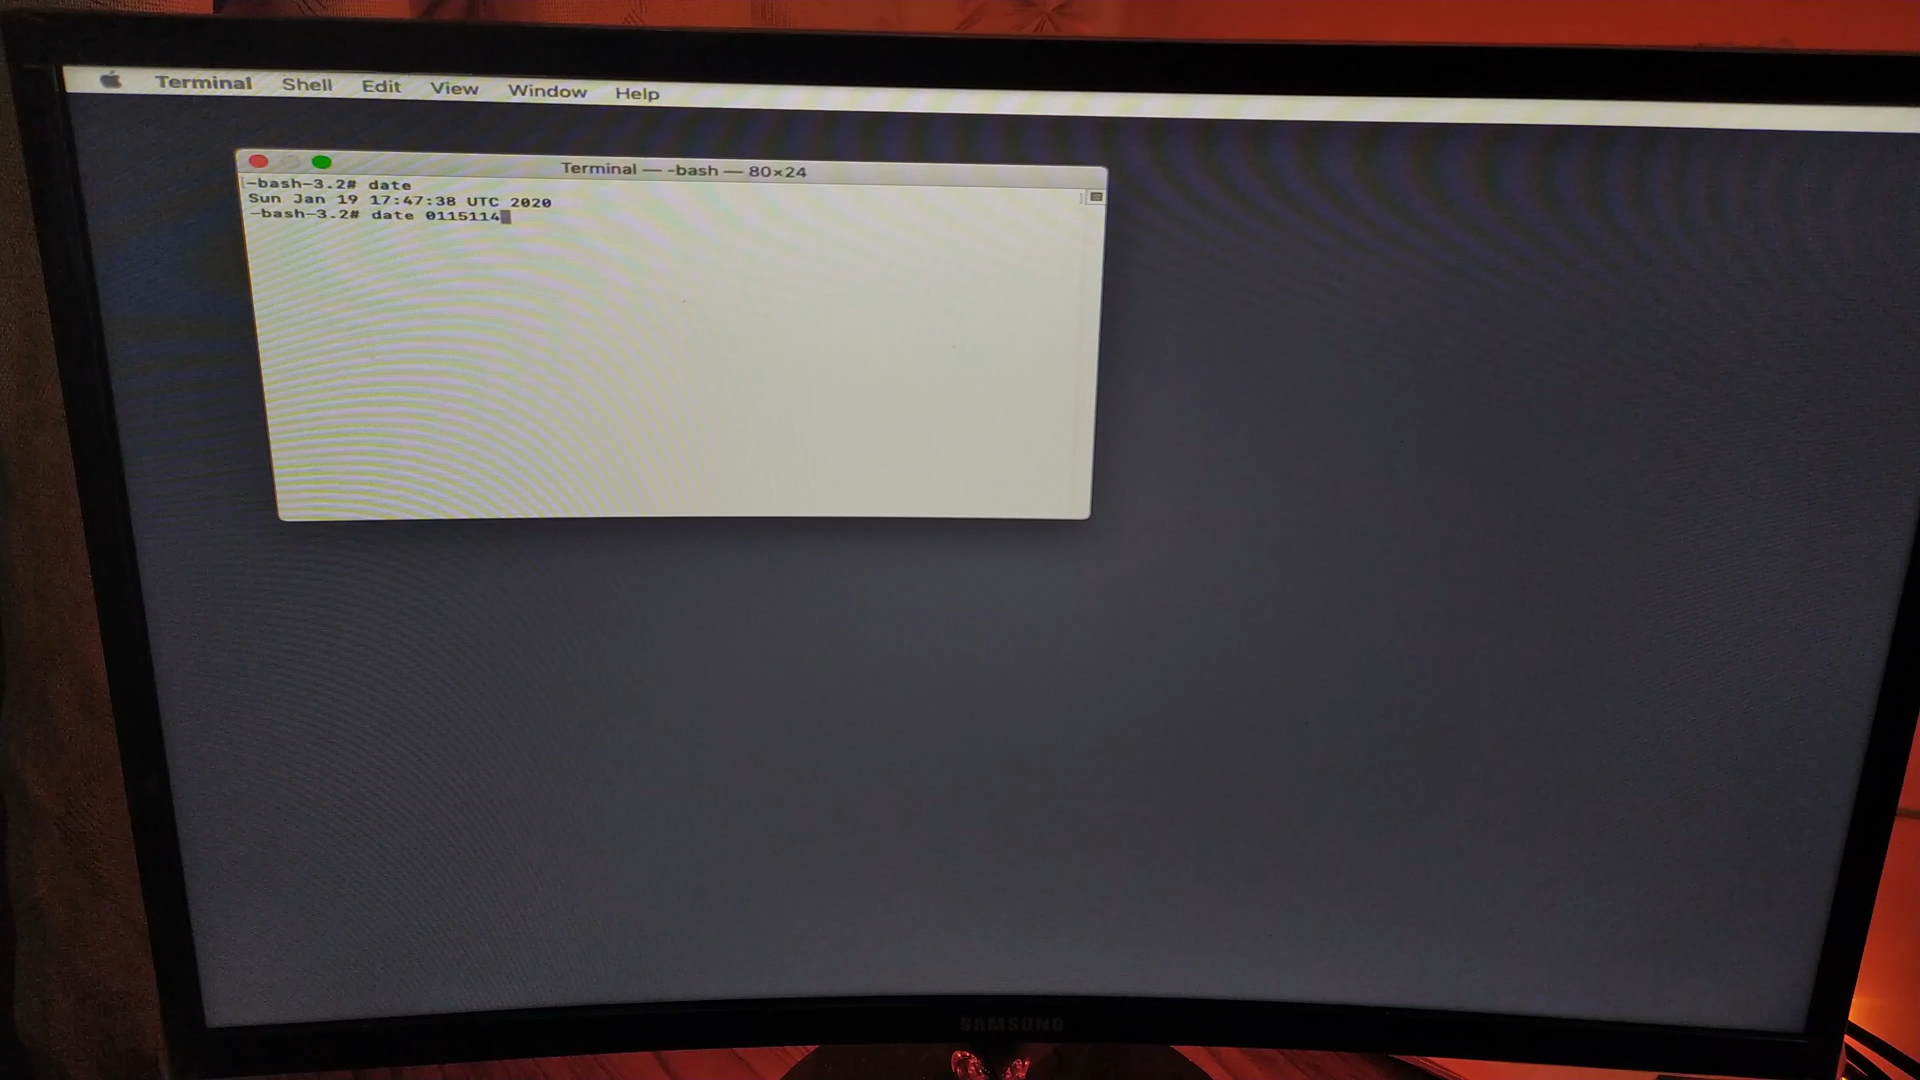 Terminal Shell Edit View Window Help
Terminal — -bash — 80×24
-bash-3.2# date
Sun Jan 19 17:47:38 UTC 2020
-bash-3.2# date 0115114
SAMSUNG